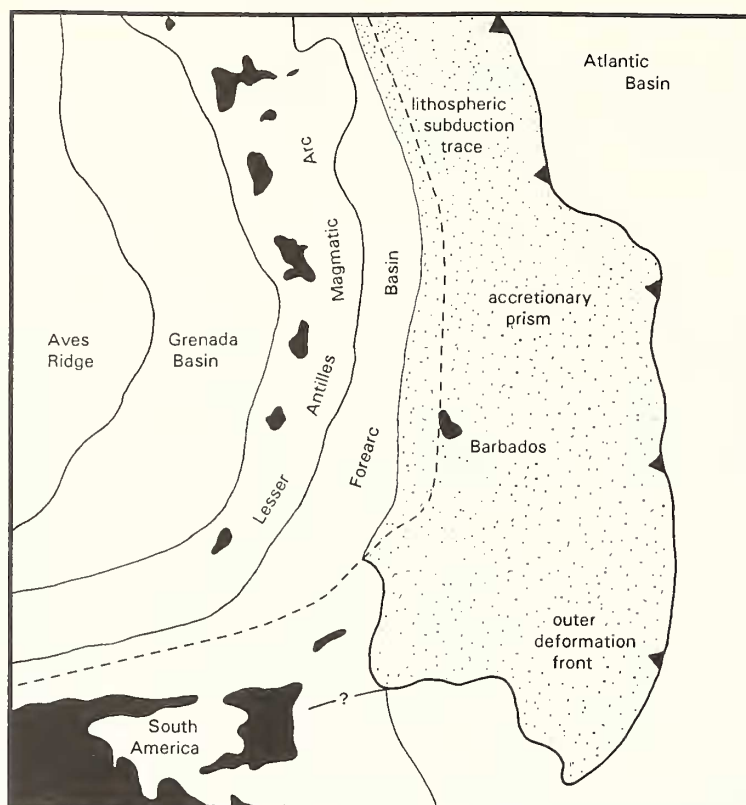 Atlantic
Basin
lithospheric
subduction
trace
Arc
Magmatic
Antilles
Lesser
Basin
Forearc
accretionary
prism
Aves
Ridge
Grenada
Basin
Barbados
outer
deformation
front
?
South
America